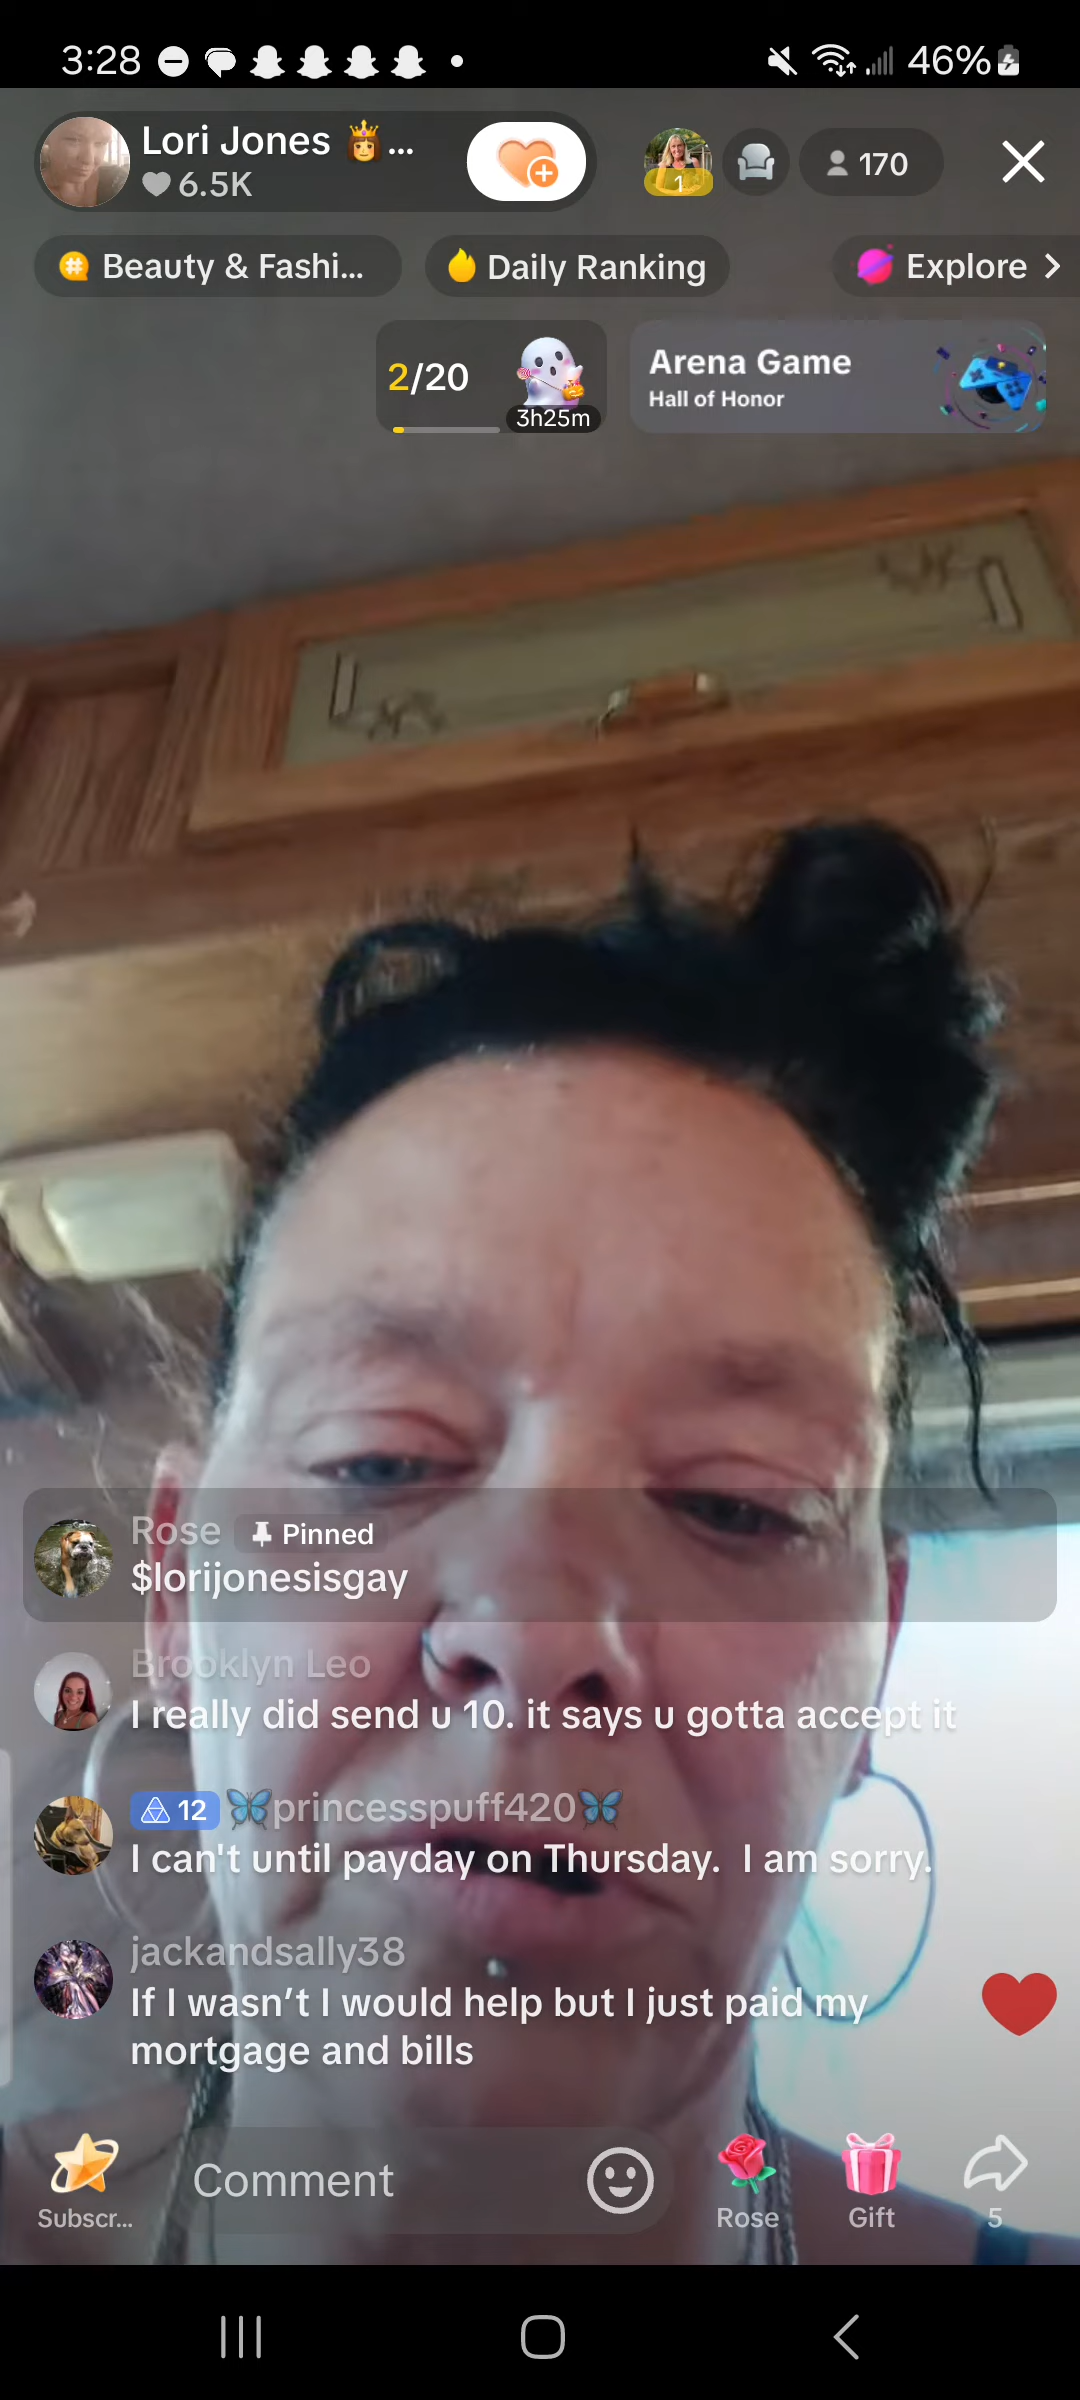 3:28
46%
Lori Jones 👸...
6.5K
1
170
Beauty & Fashi...
Daily Ranking
Explore
2/20
3h25m
Arena Game
Hall of Honor
Rose Pinned
$lorijonesisgay
Brooklyn Leo
I really did send u 10. it says u gotta accept it
12 🦋princesspuff420🦋
I can't until payday on Thursday. I am sorry.
jackandsally38
If I wasn’t I would help but I just paid my
mortgage and bills
Comment
Subscr...
Rose
Gift
5